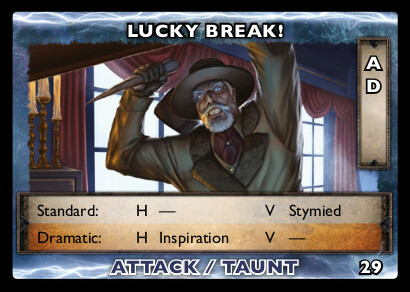 LUCKY BREAK!
A
D
Standard: H — V Stymied
Dramatic: H Inspiration V —
ATTACK / TAUNT 29